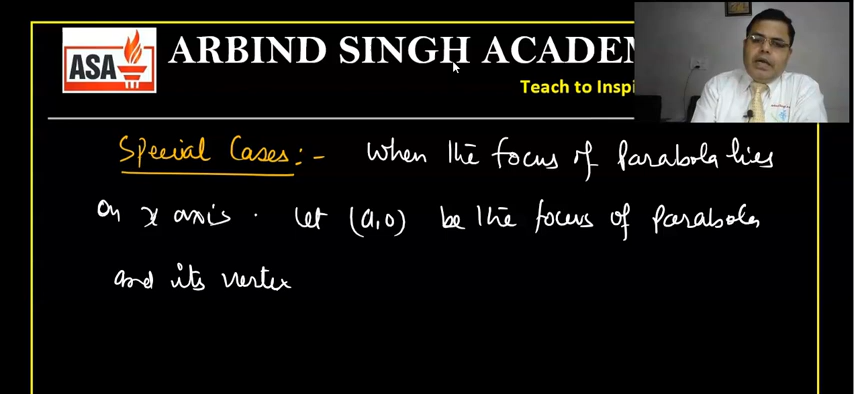 ASA
ARBIND SINGH ACADEM
Teach to Inspi
Special Cases:- When the focus of Parabola lies
on x axis. Let (a,0) be the focus of Parabola
and its vertex